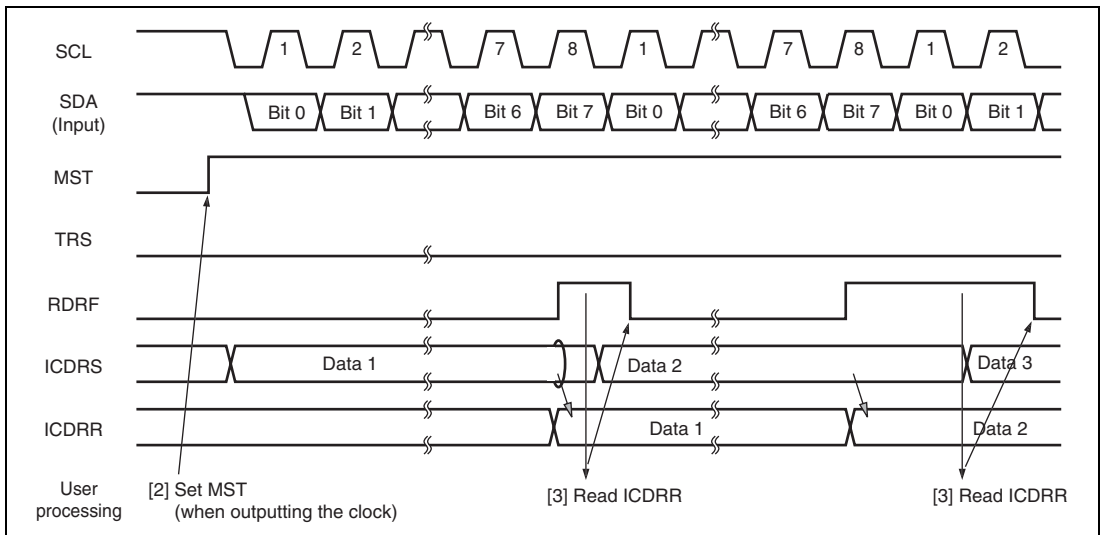 SCL 1 2 7 8 1 7 8 1 2
SDA
(Input)
Bit 0 Bit 1 Bit 6 Bit 7 Bit 0 Bit 6 Bit 7 Bit 0 Bit 1
MST
TRS
RDRF
ICDRS Data 1 Data 2 Data 3
ICDRR Data 1 Data 2
User
processing
[2] Set MST
(when outputting the clock)
[3] Read ICDRR
[3] Read ICDRR